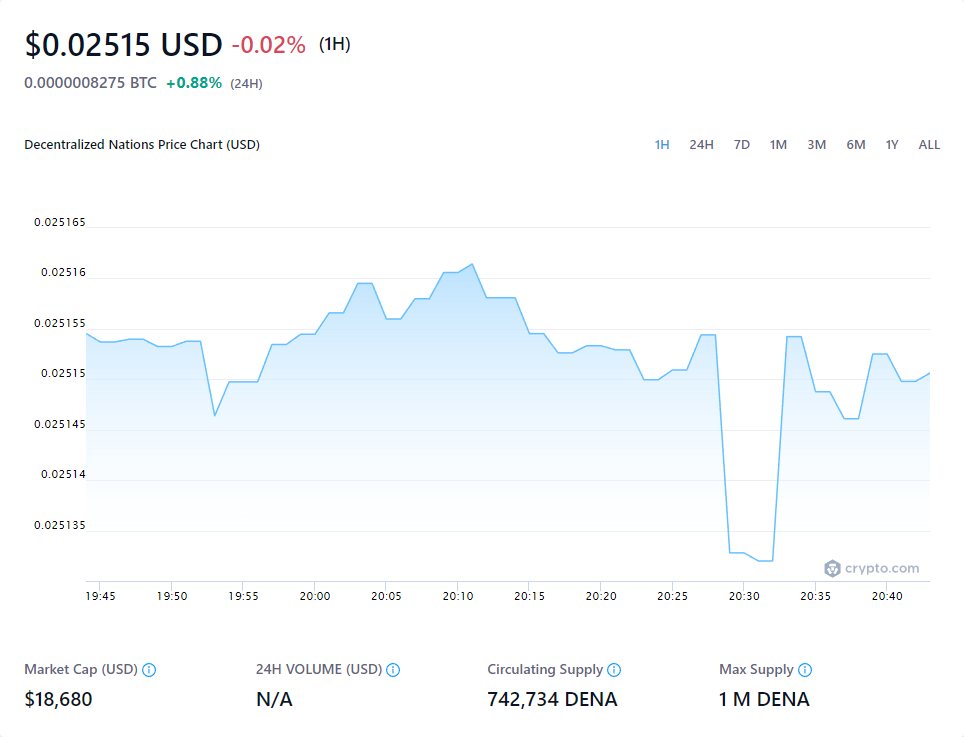 $0.02515 USD -0.02% (1H)
0.0000008275 BTC +0.88% (24H)
Decentralized Nations Price Chart (USD) 1H 24H 7D 1M 3M 6M 1Y ALL
0.025165
0.02516
0.025155
0.02515
0.025145
0.02514
0.025135
crypto.com
19:45 19:50 19:55 20:00 20:05 20:10 20:15 20:20 20:25 20:30 20:35 20:40
Market Cap (USD) 24H VOLUME (USD) Circulating Supply Max Supply
$18,680 N/A 742,734 DENA 1 M DENA